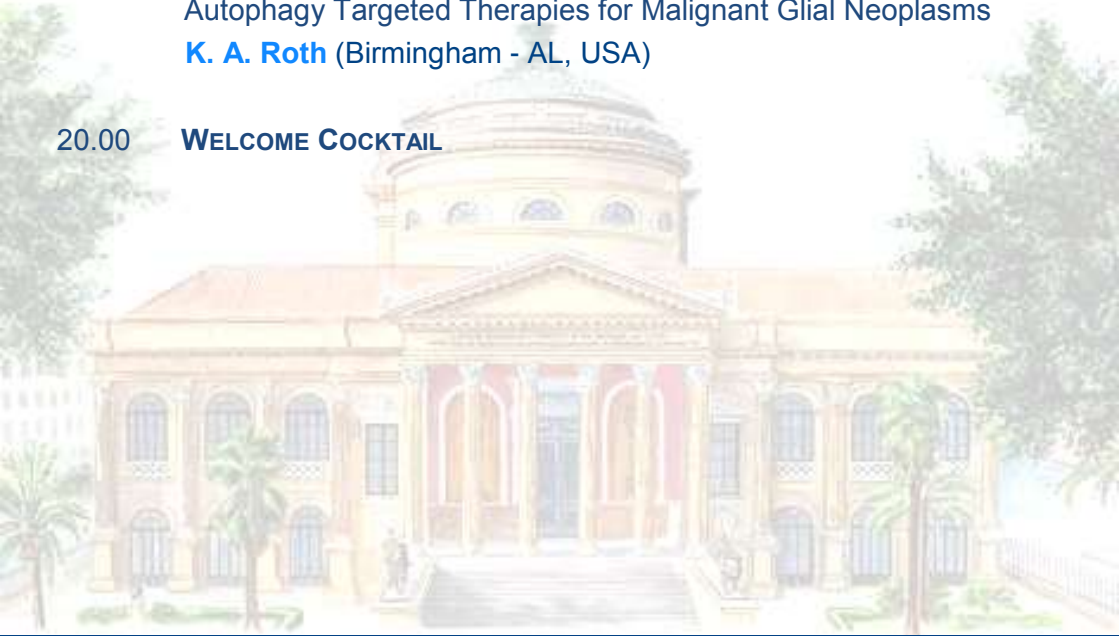 Autophagy Targeted Therapies for Malignant Glial Neoplasms
K. A. Roth (Birmingham - AL, USA)
20.00 WELCOME COCKTAIL